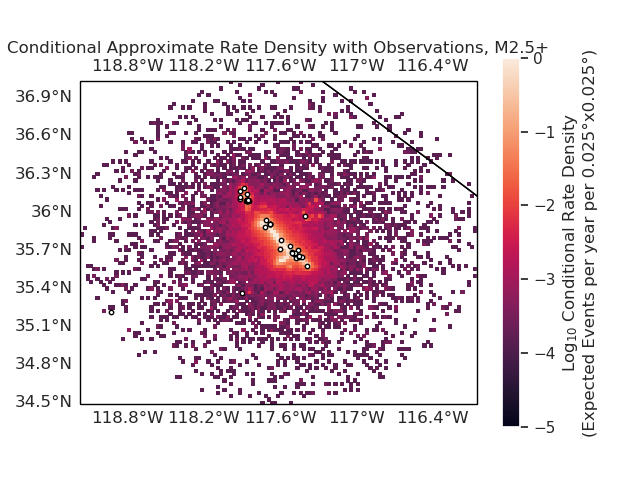 Conditional Approximate Rate Density with Observations, M2.5+
118.8°W 118.2°W 117.6°W 117°W 116.4°W
36.9°N
36.6°N
36.3°N
36°N
35.7°N
35.4°N
35.1°N
34.8°N
34.5°N
118.8°W 118.2°W 117.6°W 117°W 116.4°W
0
−1
−2
−3
−4
−5
Log₁₀ Conditional Rate Density
(Expected Events per year per 0.025°x0.025°)